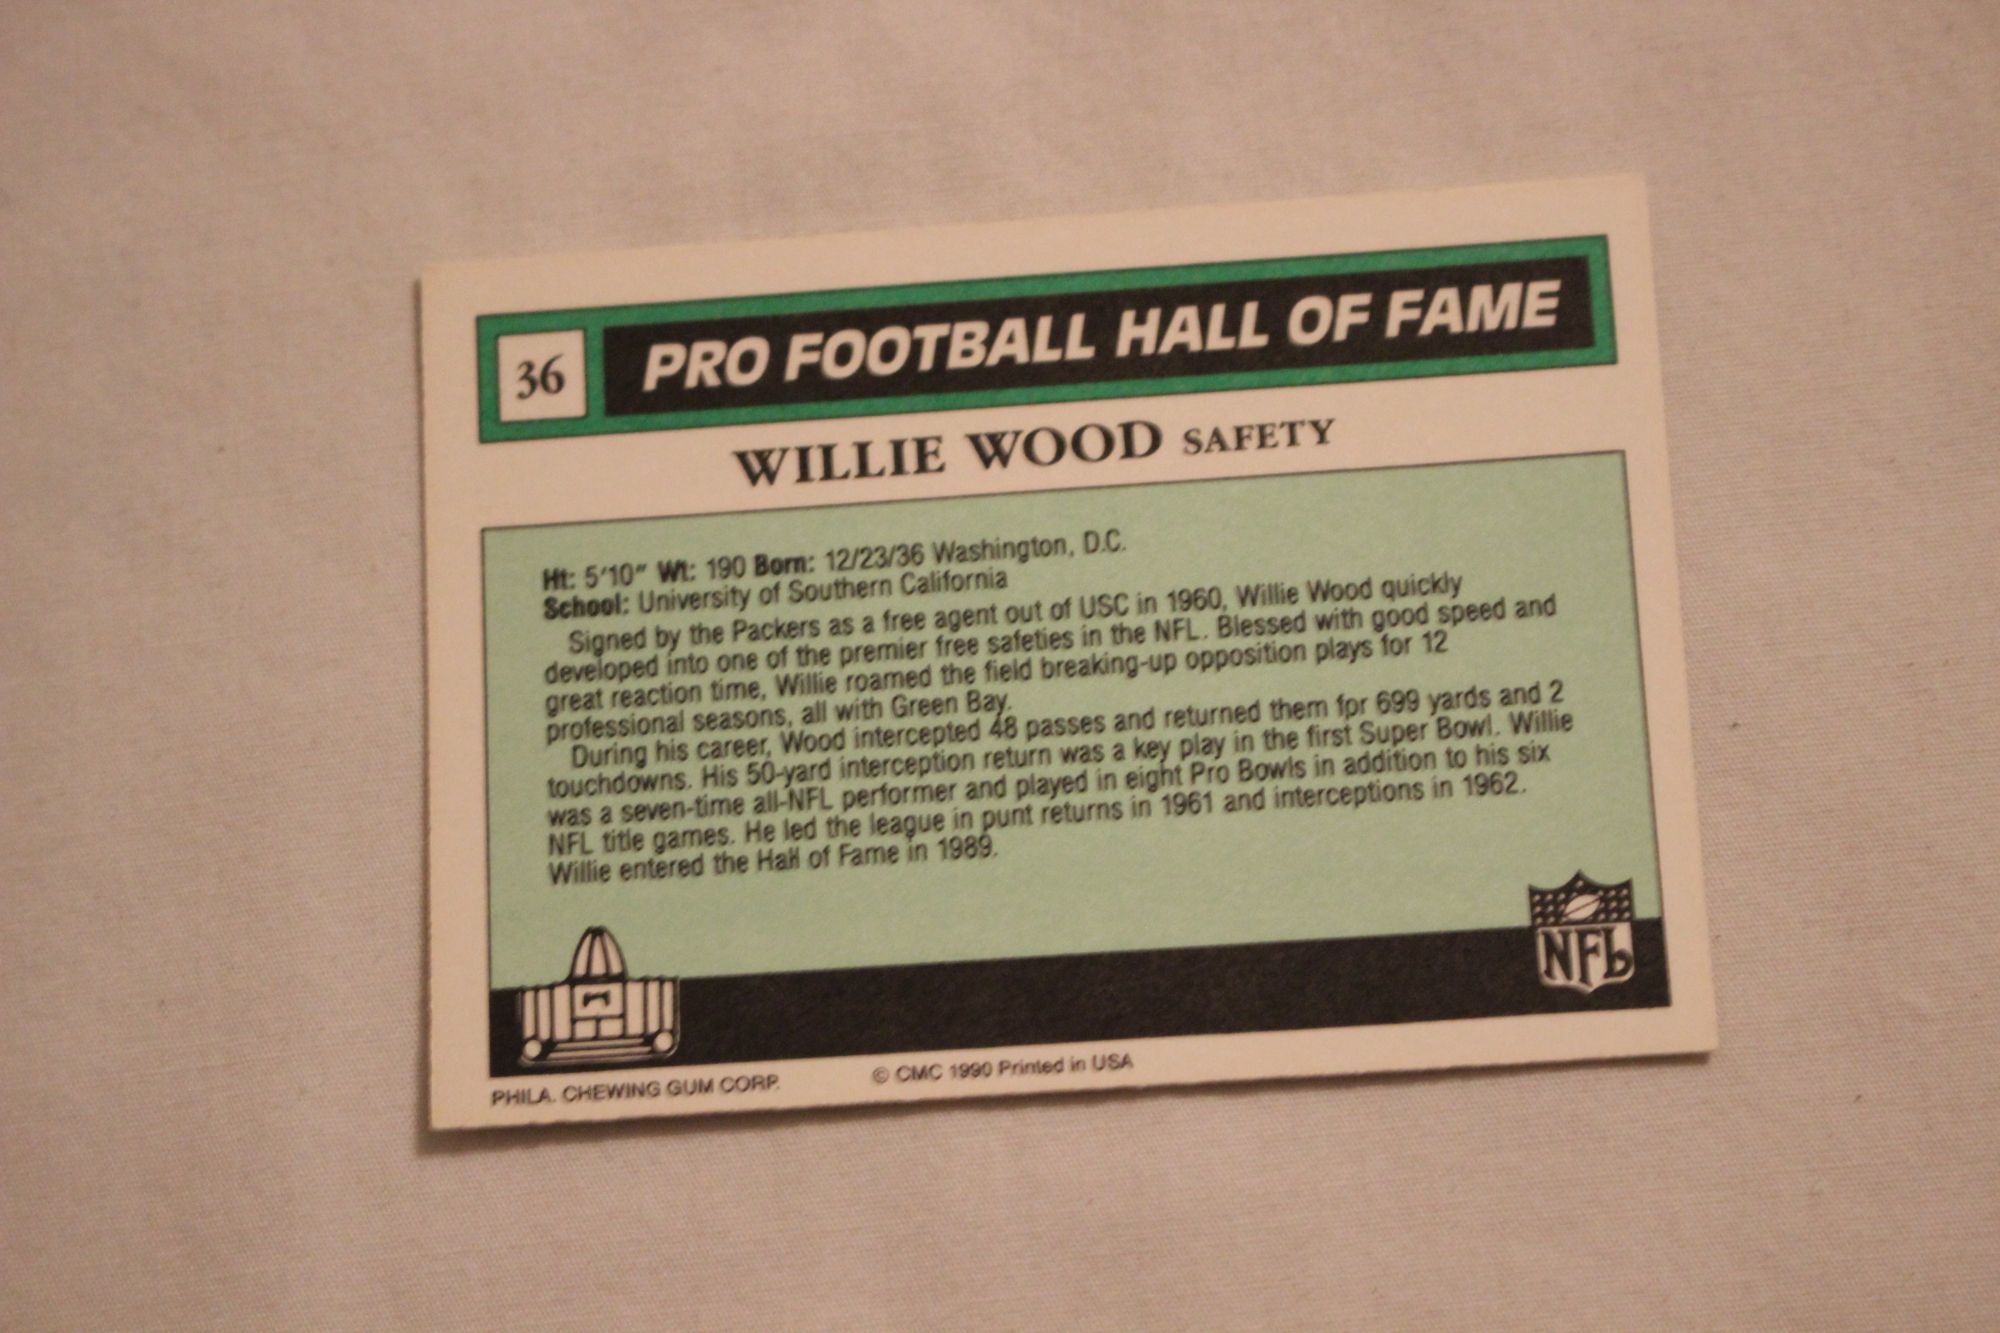 36
PRO FOOTBALL HALL OF FAME
WILLIE WOOD SAFETY
Ht: 5'10" Wt: 190 Born: 12/23/36 Washington, D.C.
School: University of Southern California
Signed by the Packers as a free agent out of USC in 1960, Willie Wood quickly
developed into one of the premier free safeties in the NFL. Blessed with good speed and
great reaction time, Willie roamed the field breaking-up opposition plays for 12
professional seasons, all with Green Bay.
During his career, Wood intercepted 48 passes and returned them for 699 yards and 2
touchdowns. His 50-yard interception return was a key play in the first Super Bowl. Willie
was a seven-time all-NFL performer and played in eight Pro Bowls in addition to his six
NFL title games. He led the league in punt returns in 1961 and interceptions in 1962.
Willie entered the Hall of Fame in 1989.
NFL
PHILA. CHEWING GUM CORP. © CMC 1990 Printed in USA